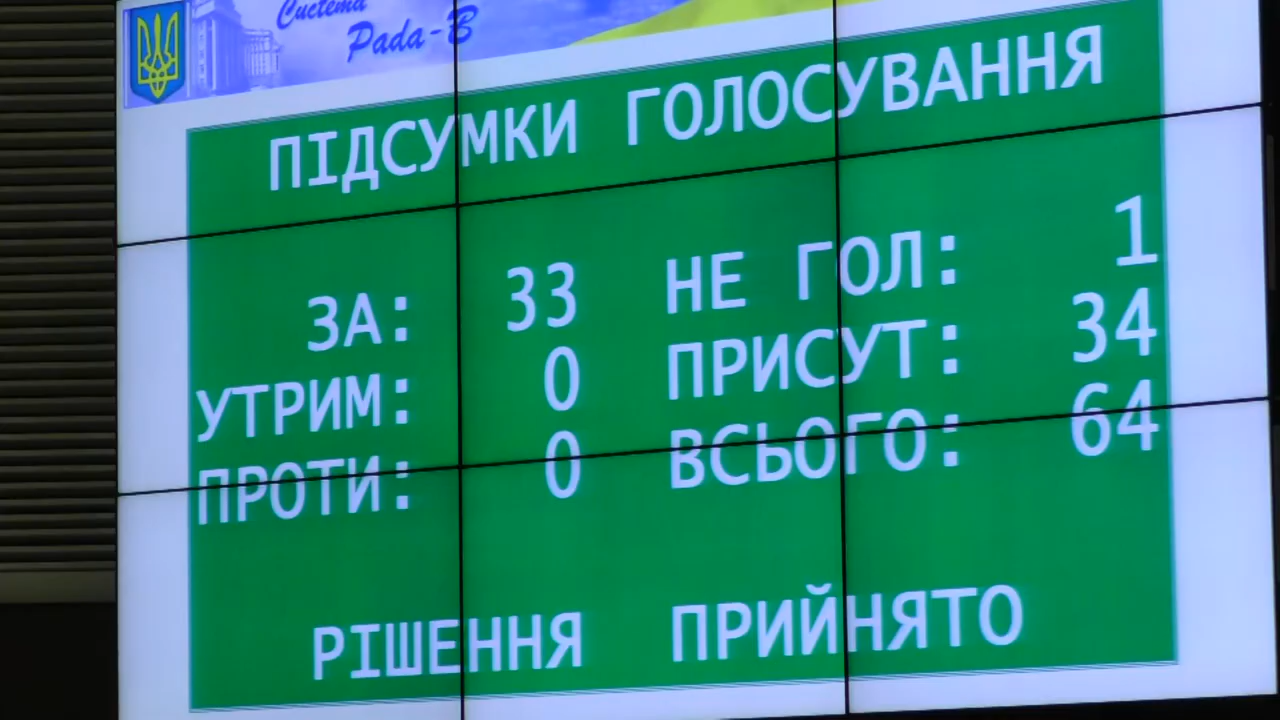 Система
Рада-В
ПІДСУМКИ ГОЛОСУВАННЯ
ЗА: 33 НЕ ГОЛ: 1
УТРИМ: 0 ПРИСУТ: 34
ПРОТИ: 0 ВСЬОГО: 64
РІШЕННЯ ПРИЙНЯТО